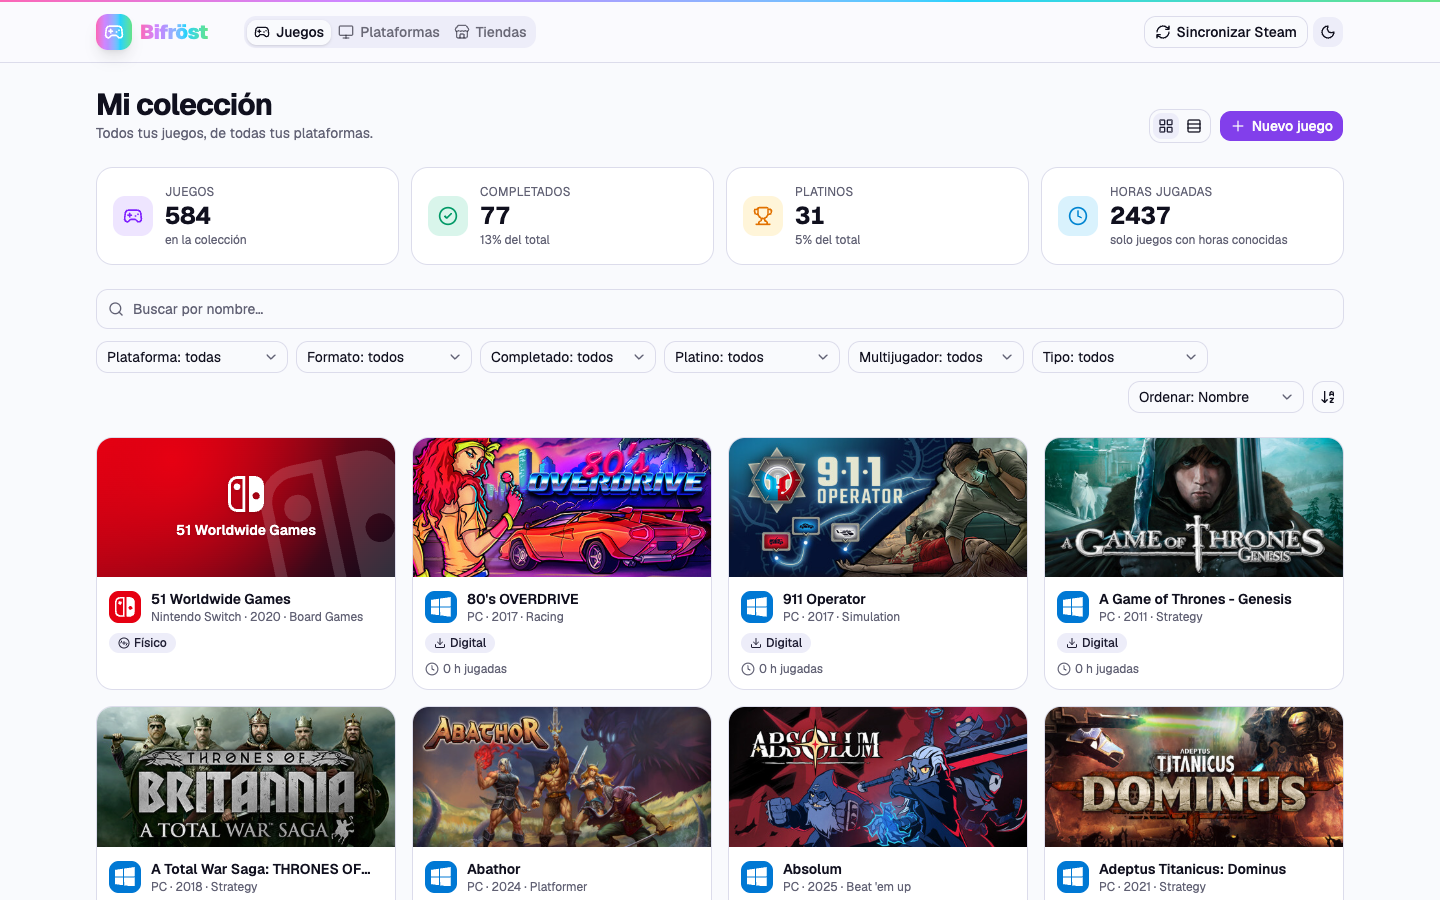 Bifröst
Juegos
Plataformas
Tiendas
Sincronizar Steam
Mi colección
Todos tus juegos, de todas tus plataformas.
Nuevo juego
JUEGOS
584
en la colección
COMPLETADOS
77
13% del total
PLATINOS
31
5% del total
HORAS JUGADAS
2437
solo juegos con horas conocidas
Buscar por nombre...
Plataforma: todas
Formato: todos
Completado: todos
Platino: todos
Multijugador: todos
Tipo: todos
Ordenar: Nombre
51 Worldwide Games
51 Worldwide Games
Nintendo Switch · 2020 · Board Games
Físico
80's
OVERDRIVE
80's OVERDRIVE
PC · 2017 · Racing
Digital
0 h jugadas
9·1·1
OPERATOR
911 Operator
PC · 2017 · Simulation
Digital
0 h jugadas
A GAME OF THRONES
GENESIS
A Game of Thrones - Genesis
PC · 2011 · Strategy
Digital
0 h jugadas
THRONES OF
BRITANNIA
A TOTAL WAR SAGA
A Total War Saga: THRONES OF...
PC · 2018 · Strategy
ABATHOR
Abathor
PC · 2024 · Platformer
ABSOLUM
Absolum
PC · 2025 · Beat 'em up
ADEPTUS
TITANICUS
DOMINUS
Adeptus Titanicus: Dominus
PC · 2021 · Strategy